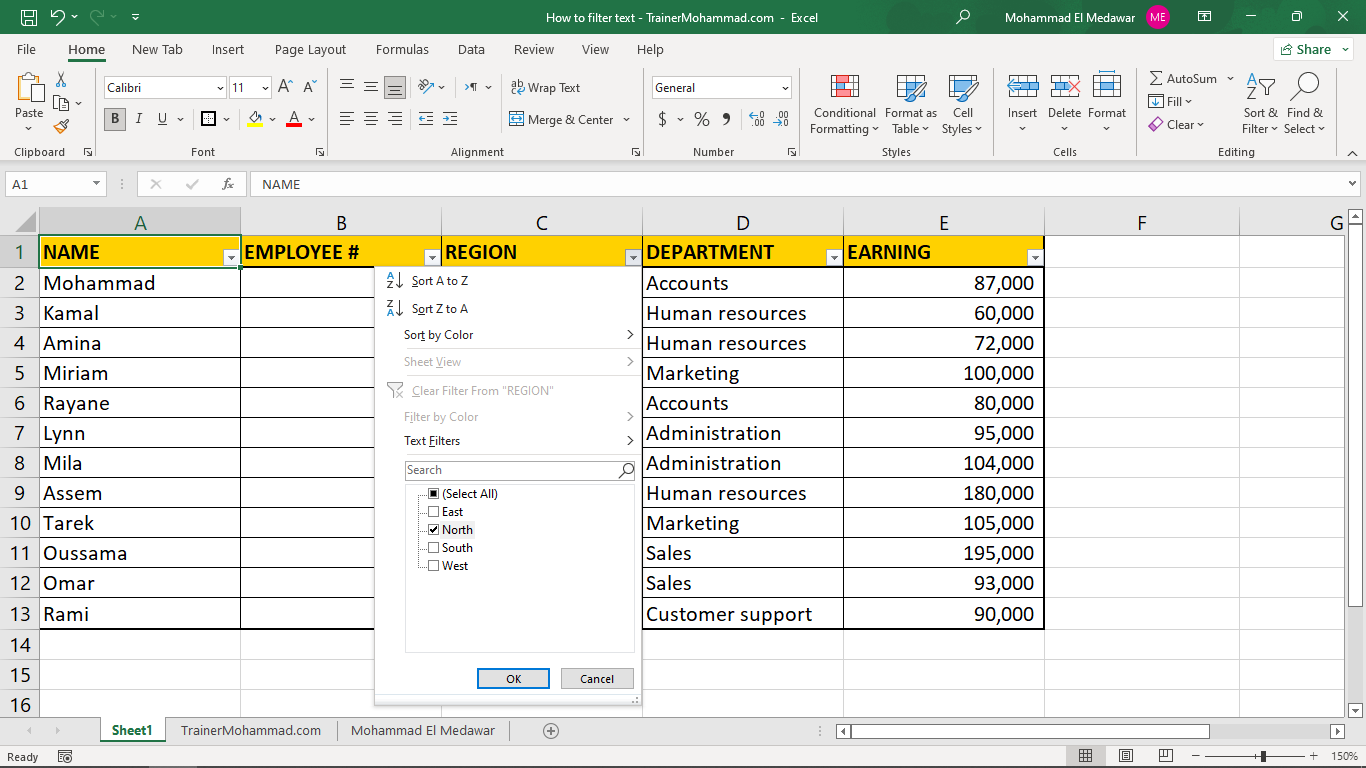 How to filter text - TrainerMohammad.com - Excel
Mohammad El Medawar ME
File Home New Tab Insert Page Layout Formulas Data Review View Help Share
Paste
Clipboard
Calibri 11
B I U A
Font
ab Wrap Text
Merge & Center
Alignment
General
$ % 9
Number
Conditional Formatting
Format as Table
Cell Styles
Styles
Insert Delete Format
Cells
AutoSum
Fill
Clear
Sort & Filter
Find & Select
Editing
A1 fx NAME
A B C D E F G
1 NAME EMPLOYEE # REGION DEPARTMENT EARNING
2 Mohammad Accounts 87,000
3 Kamal Human resources 60,000
4 Amina Human resources 72,000
5 Miriam Marketing 100,000
6 Rayane Accounts 80,000
7 Lynn Administration 95,000
8 Mila Administration 104,000
9 Assem Human resources 180,000
10 Tarek Marketing 105,000
11 Oussama Sales 195,000
12 Omar Sales 93,000
13 Rami Customer support 90,000
14
15
16
Sort A to Z
Sort Z to A
Sort by Color
Sheet View
Clear Filter From "REGION"
Filter by Color
Text Filters
Search
(Select All)
East
North
South
West
OK Cancel
Sheet1 TrainerMohammad.com Mohammad El Medawar
Ready 150%